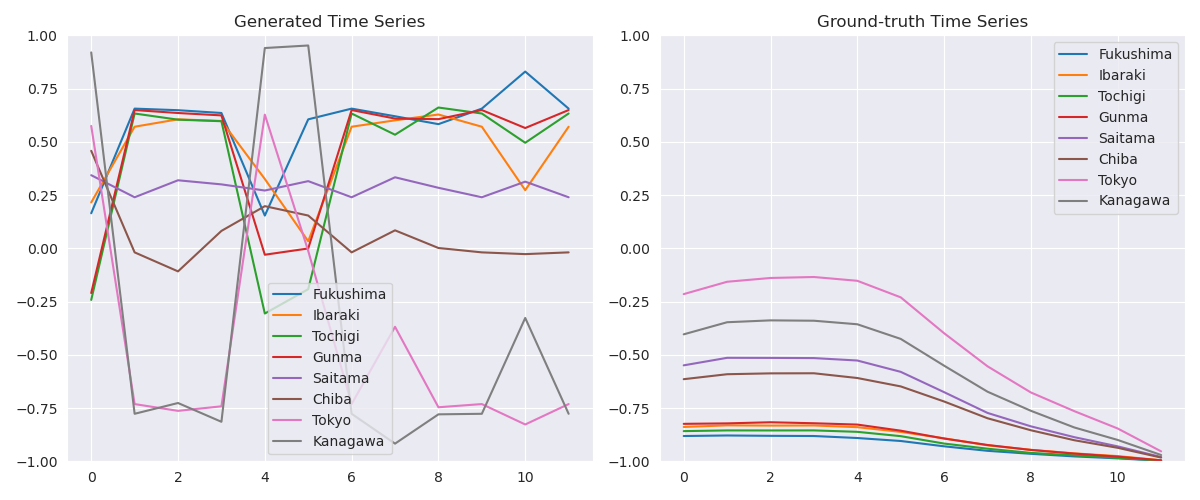 Generated Time Series
1.00
0.75
0.50
0.25
0.00
−0.25
−0.50
−0.75
−1.00
0 2 4 6 8 10
Fukushima
Ibaraki
Tochigi
Gunma
Saitama
Chiba
Tokyo
Kanagawa
Ground-truth Time Series
1.00
0.75
0.50
0.25
0.00
−0.25
−0.50
−0.75
−1.00
0 2 4 6 8 10
Fukushima
Ibaraki
Tochigi
Gunma
Saitama
Chiba
Tokyo
Kanagawa